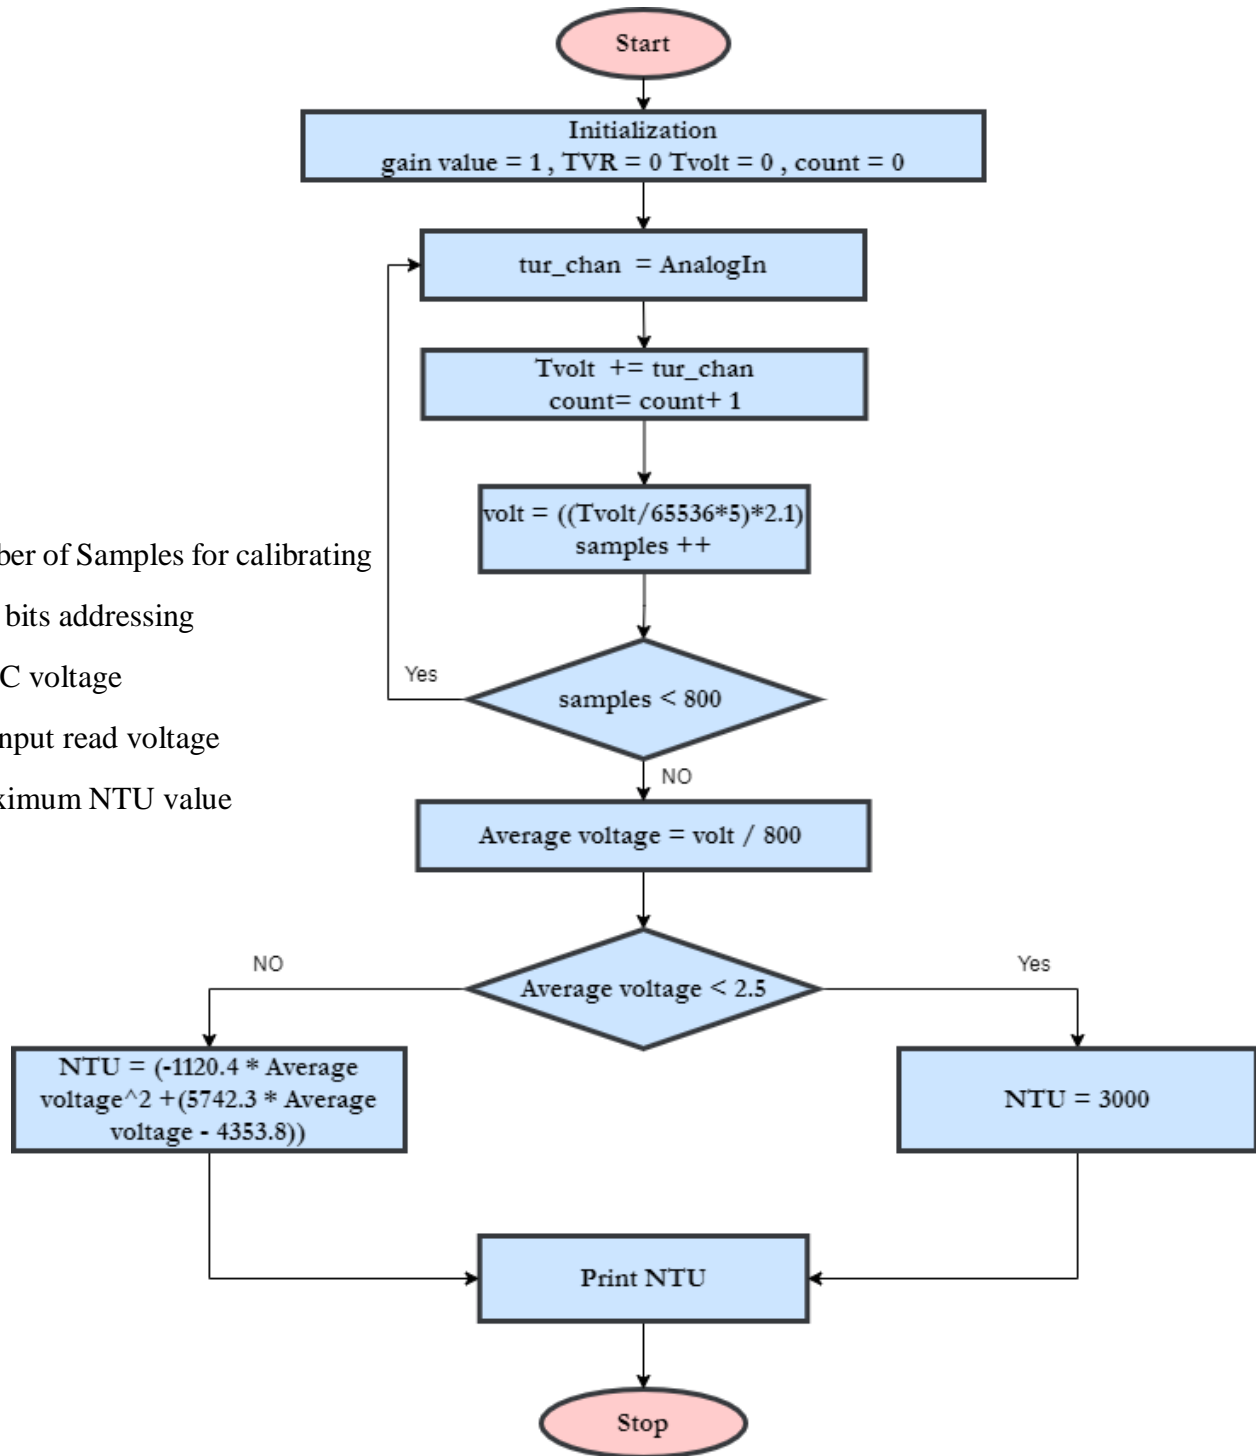 Start
Initialization
gain value = 1 , TVR = 0 Tvolt = 0 , count = 0
tur_chan = AnalogIn
Tvolt += tur_chan
count= count+ 1
volt = ((Tvolt/65536*5)*2.1)
samples ++
of Samples for calibrating
bits addressing
voltage
read voltage
NTU value
Yes
samples < 800
NO
Average voltage = volt / 800
NO
Average voltage < 2.5
Yes
NTU = (-1120.4 * Average
voltage^2 +(5742.3 * Average
voltage - 4353.8))
NTU = 3000
Print NTU
Stop